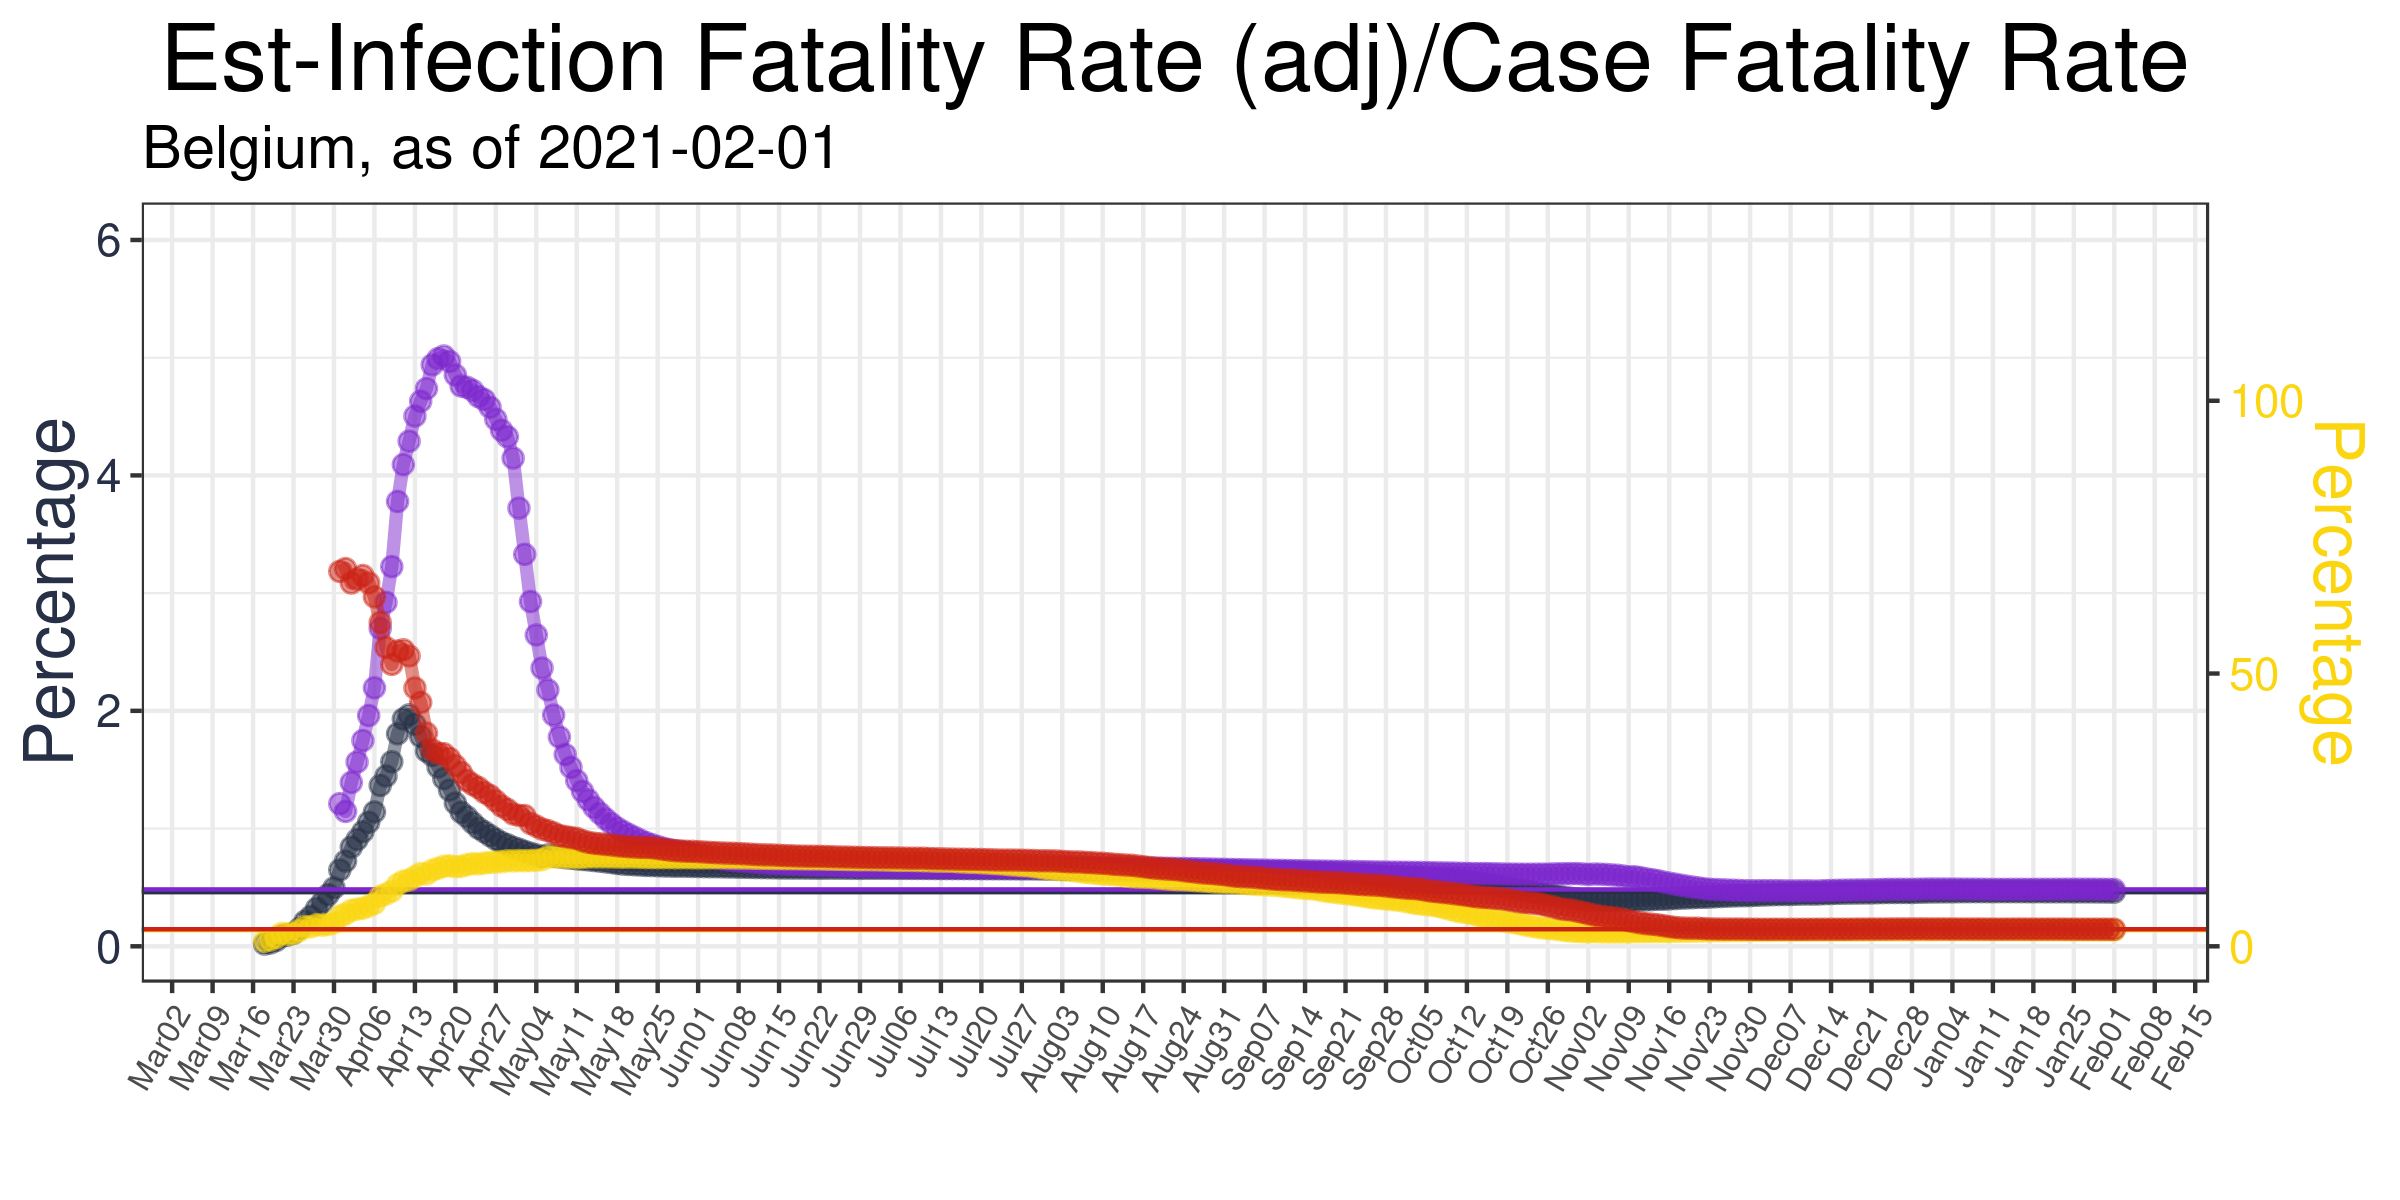 Est-Infection Fatality Rate (adj)/Case Fatality Rate
Belgium, as of 2021-02-01
Percentage
6
4
2
0
100
50
0
Percentage
Mar02
Mar09
Mar16
Mar23
Mar30
Apr06
Apr13
Apr20
Apr27
May04
May11
May18
May25
Jun01
Jun08
Jun15
Jun22
Jun29
Jul06
Jul13
Jul20
Jul27
Aug03
Aug10
Aug17
Aug24
Aug31
Sep07
Sep14
Sep21
Sep28
Oct05
Oct12
Oct19
Oct26
Nov02
Nov09
Nov16
Nov23
Nov30
Dec07
Dec14
Dec21
Dec28
Dec04
Jan11
Jan18
Jan25
Feb01
Feb08
Feb15